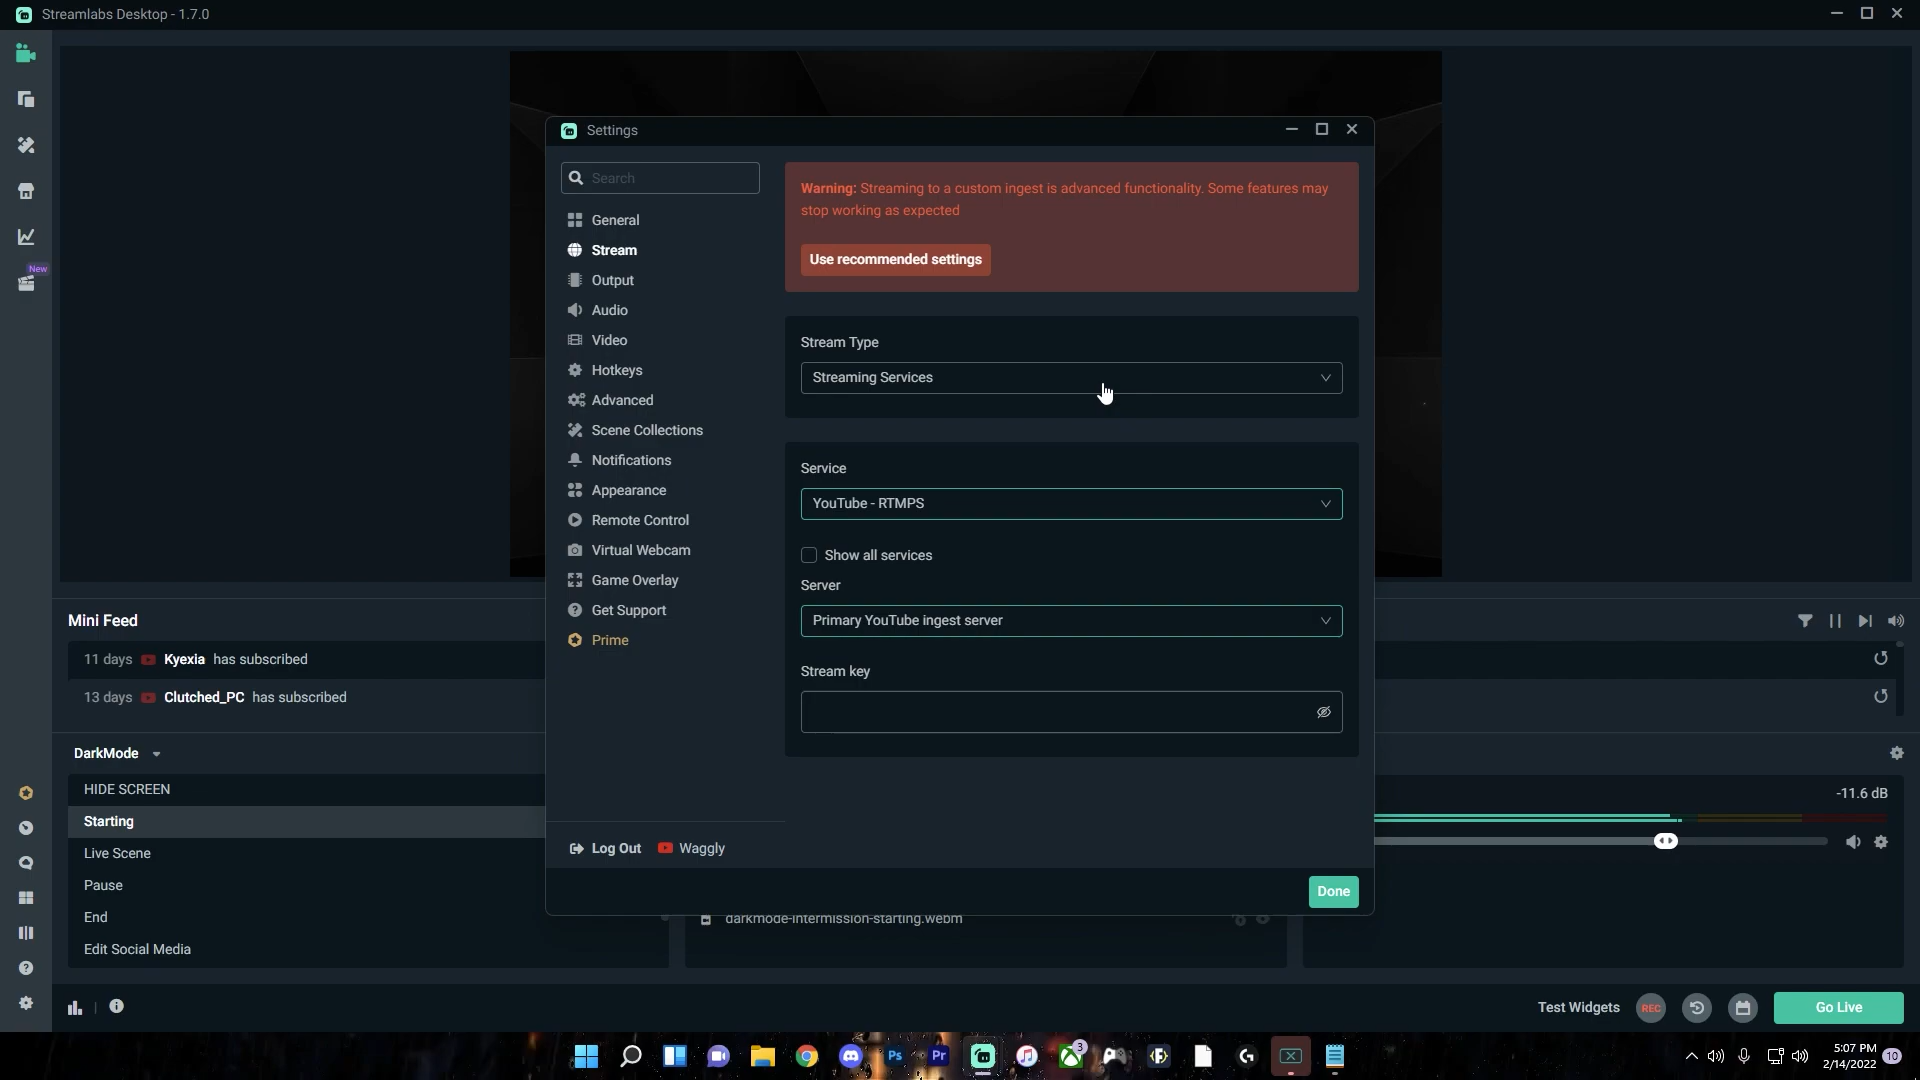 Streamlabs Desktop - 1.7.0
New
Settings
Search
General
Stream
Output
Audio
Video
Hotkeys
Advanced
Scene Collections
Notifications
Appearance
Remote Control
Virtual Webcam
Game Overlay
Get Support
Prime
Log Out
Waggly
Warning: Streaming to a custom ingest is advanced functionality. Some features may
stop working as expected
Use recommended settings
Stream Type
Streaming Services
Service
YouTube - RTMPS
Show all services
Server
Primary YouTube ingest server
Stream key
Done
Mini Feed
11 days Kyexia has subscribed
13 days Clutched_PC has subscribed
DarkMode
HIDE SCREEN
Starting
Live Scene
Pause
End
Edit Social Media
darkmode-intermission-starting.webm
-11.6 dB
Test Widgets
REC
Go Live
Ps
Pr
3
5:07 PM
2/14/2022
10